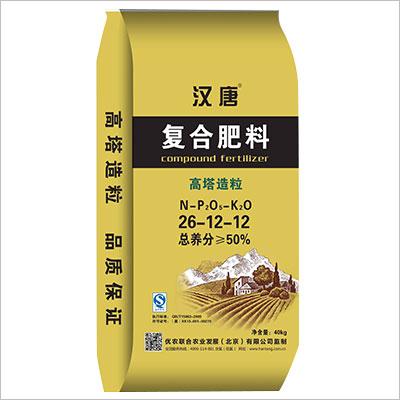 汉唐®
复合肥料
compound fertilizer
高塔造粒
N-P₂O₅-K₂O
26-12-12
总养分≥50%
高塔造粒 品质保证
净含量：40kg
优农联合农业发展（北京）有限公司监制